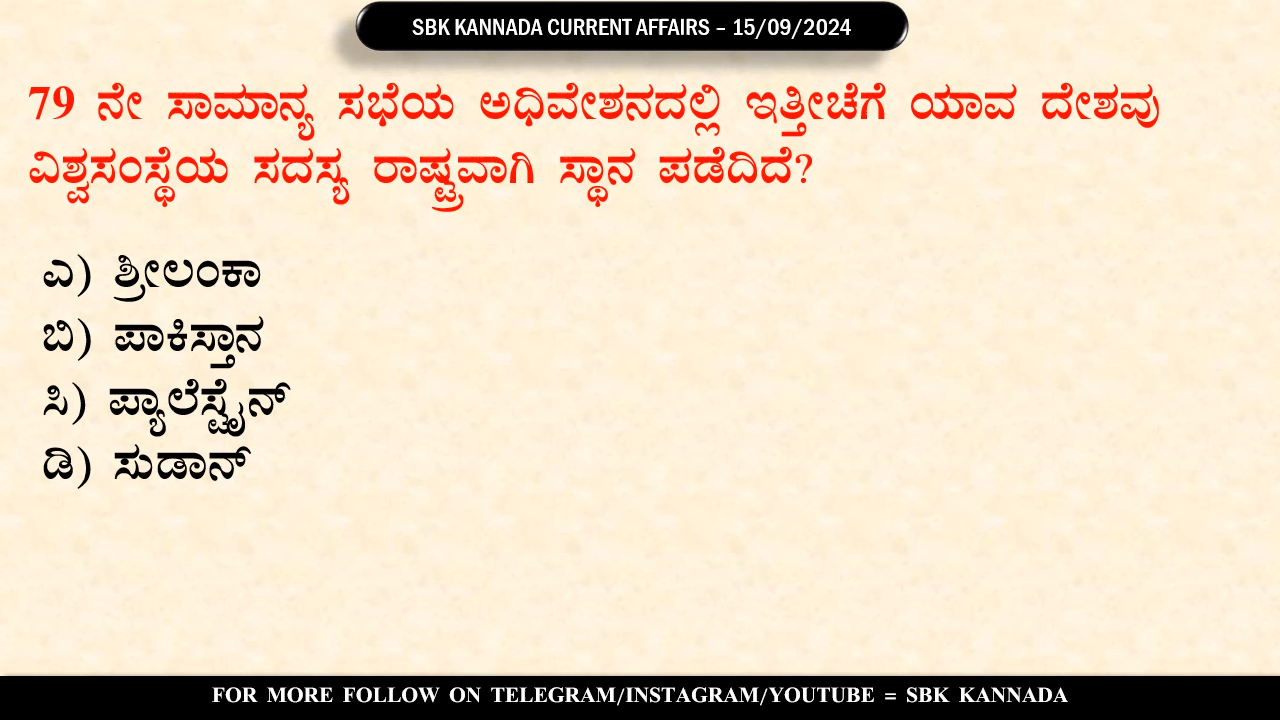 SBK KANNADA CURRENT AFFAIRS – 15/09/2024
79 ನೇ ಸಾಮಾನ್ಯ ಸಭೆಯ ಅಧಿವೇಶನದಲ್ಲಿ ಇತ್ತೀಚೆಗೆ ಯಾವ ದೇಶವು
ವಿಶ್ವಸಂಸ್ಥೆಯ ಸದಸ್ಯ ರಾಷ್ಟ್ರವಾಗಿ ಸ್ಥಾನ ಪಡೆದಿದೆ?
ಎ) ಶ್ರೀಲಂಕಾ
ಬಿ) ಪಾಕಿಸ್ತಾನ
ಸಿ) ಪ್ಯಾಲೆಸ್ಟೈನ್
ಡಿ) ಸುಡಾನ್
FOR MORE FOLLOW ON TELEGRAM/INSTAGRAM/YOUTUBE = SBK KANNADA